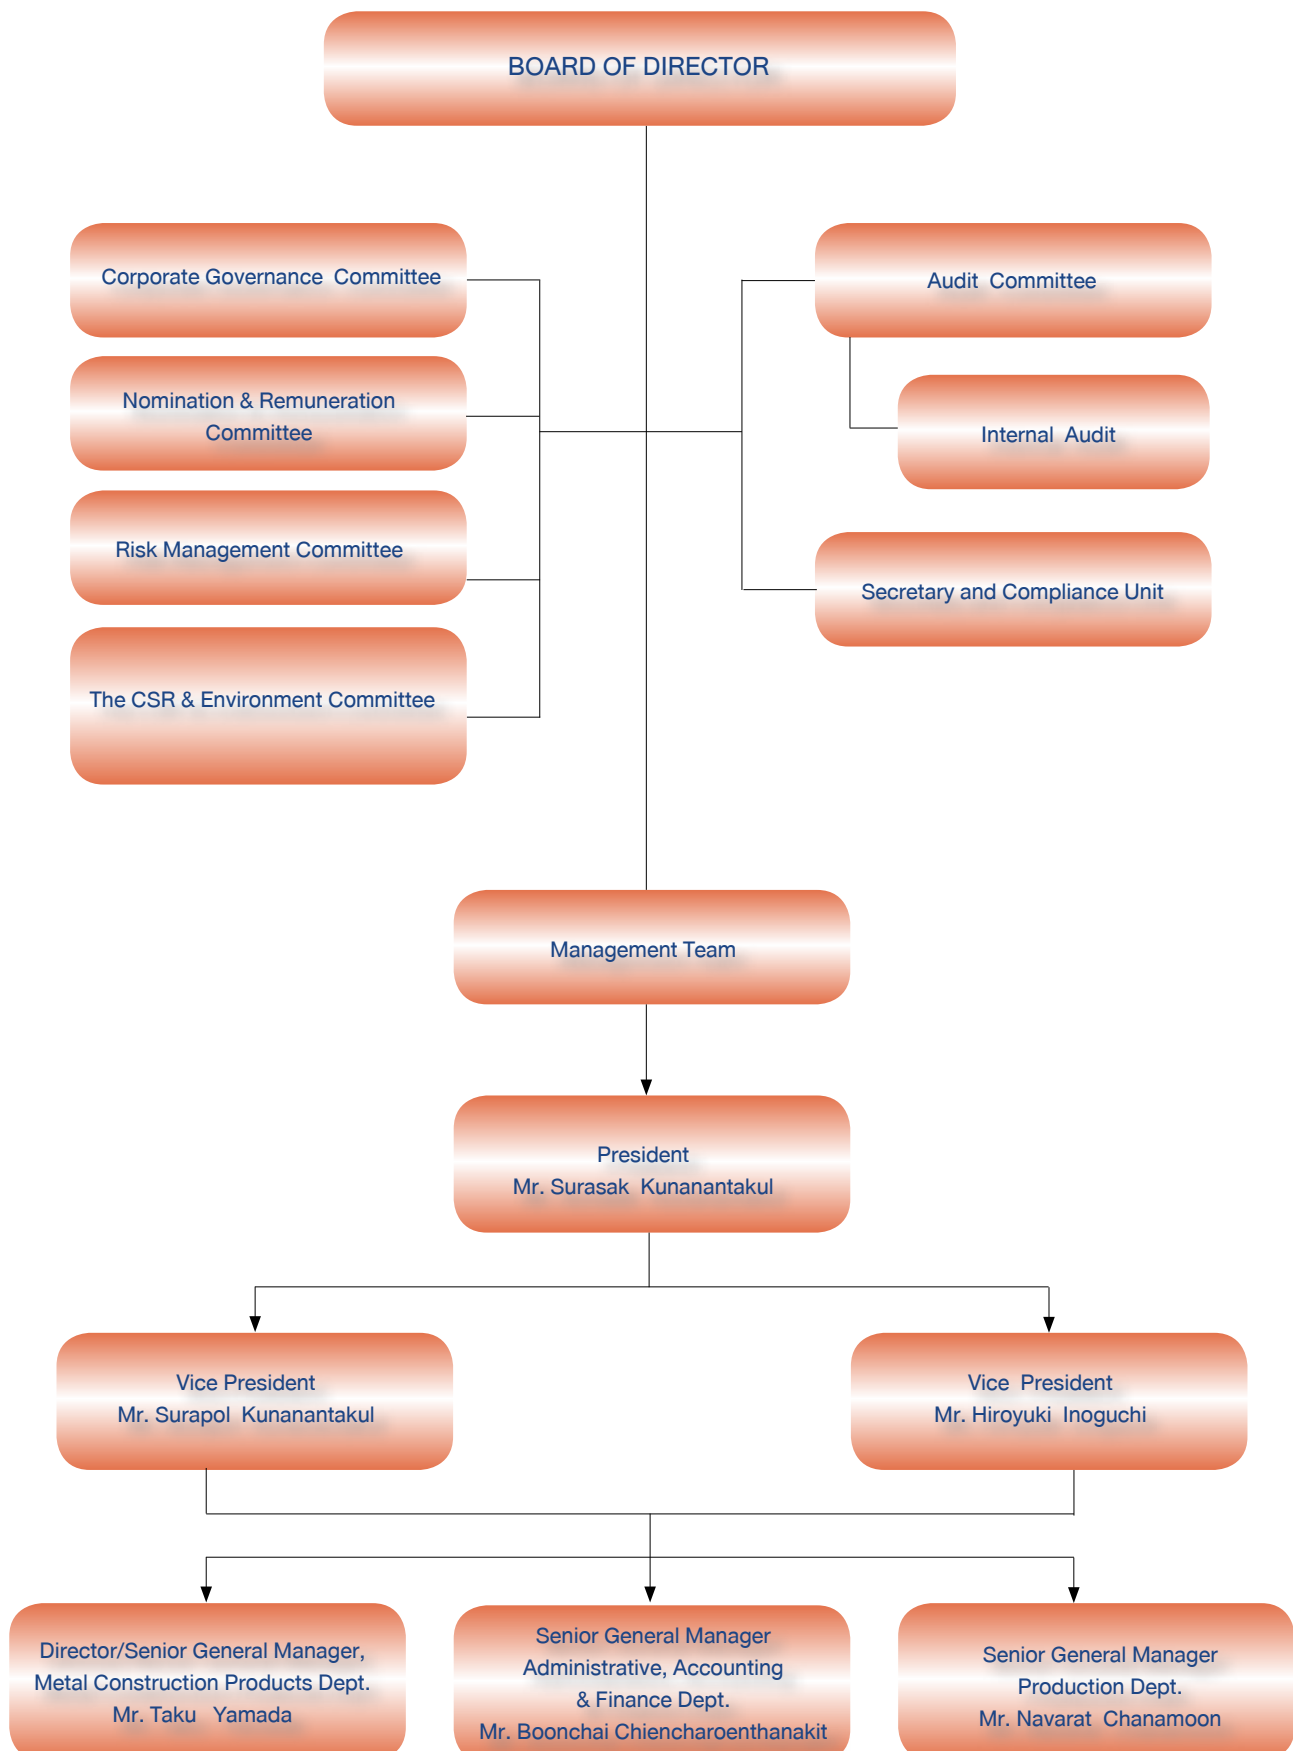 BOARD OF DIRECTOR
Corporate Governance Committee
Audit Committee
Nomination & Remuneration
Committee
Internal Audit
Risk Management Committee
Secretary and Compliance Unit
The CSR & Environment Committee
Management Team
President
Mr. Surasak Kunanantakul
Vice President
Mr. Surapol Kunanantakul
Vice President
Mr. Hiroyuki Inoguchi
Director/Senior General Manager,
Metal Construction Products Dept.
Mr. Taku Yamada
Senior General Manager
Administrative, Accounting
& Finance Dept.
Mr. Boonchai Chiencharoenthanakit
Senior General Manager
Production Dept.
Mr. Navarat Chanamoon